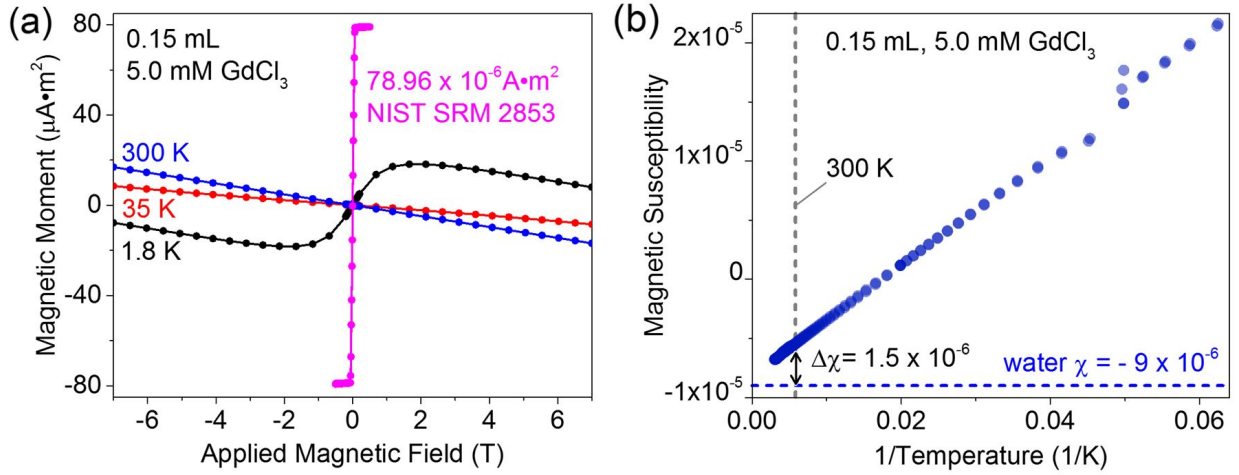 (a)
80
40
0
-40
-80
Magnetic Moment (μA•m²)
0.15 mL
5.0 mM GdCl₃
78.96 x 10⁻⁶A•m²
NIST SRM 2853
300 K
35 K
1.8 K
-6 -4 -2 0 2 4 6
Applied Magnetic Field (T)
(b)
2x10⁻⁵
1x10⁻⁵
0
-1x10⁻⁵
Magnetic Susceptibility
0.15 mL, 5.0 mM GdCl₃
300 K
Δχ= 1.5 x 10⁻⁶
water χ = - 9 x 10⁻⁶
0.00 0.02 0.04 0.06
1/Temperature (1/K)